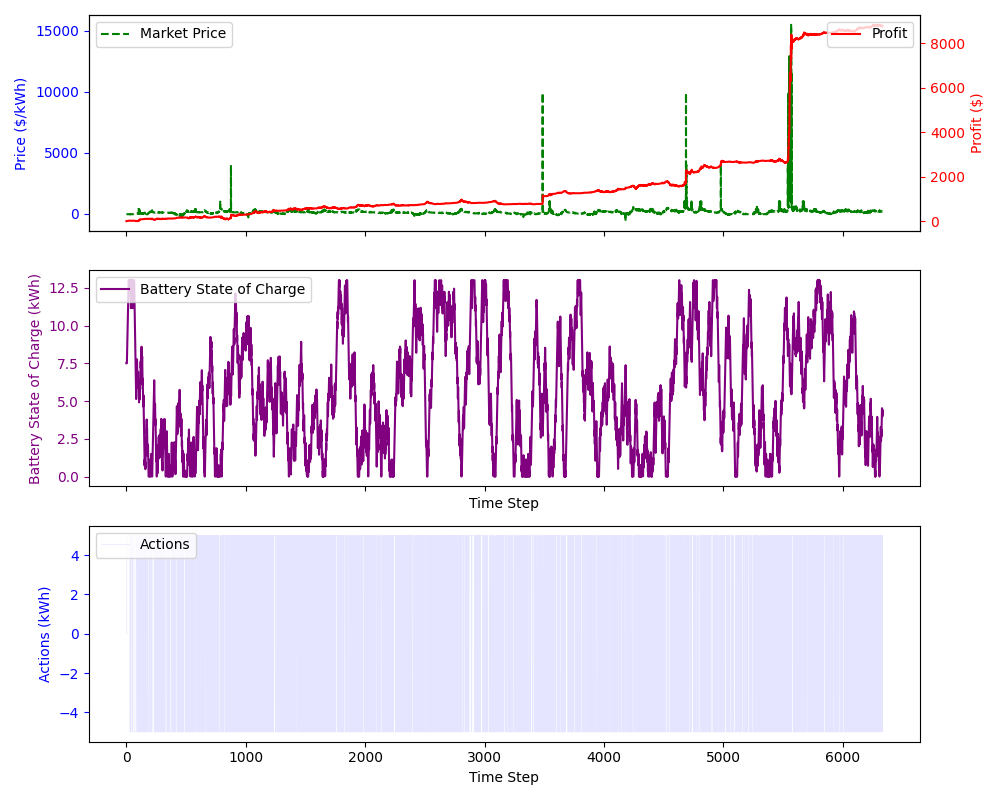 Market Price
Profit
Price ($/kWh)
15000
10000
5000
0
8000
6000
4000
2000
0
Profit ($)
Battery State of Charge
Battery State of Charge (kWh)
12.5
10.0
7.5
5.0
2.5
0.0
Time Step
Actions
Actions (kWh)
4
2
0
−2
−4
0 1000 2000 3000 4000 5000 6000
Time Step